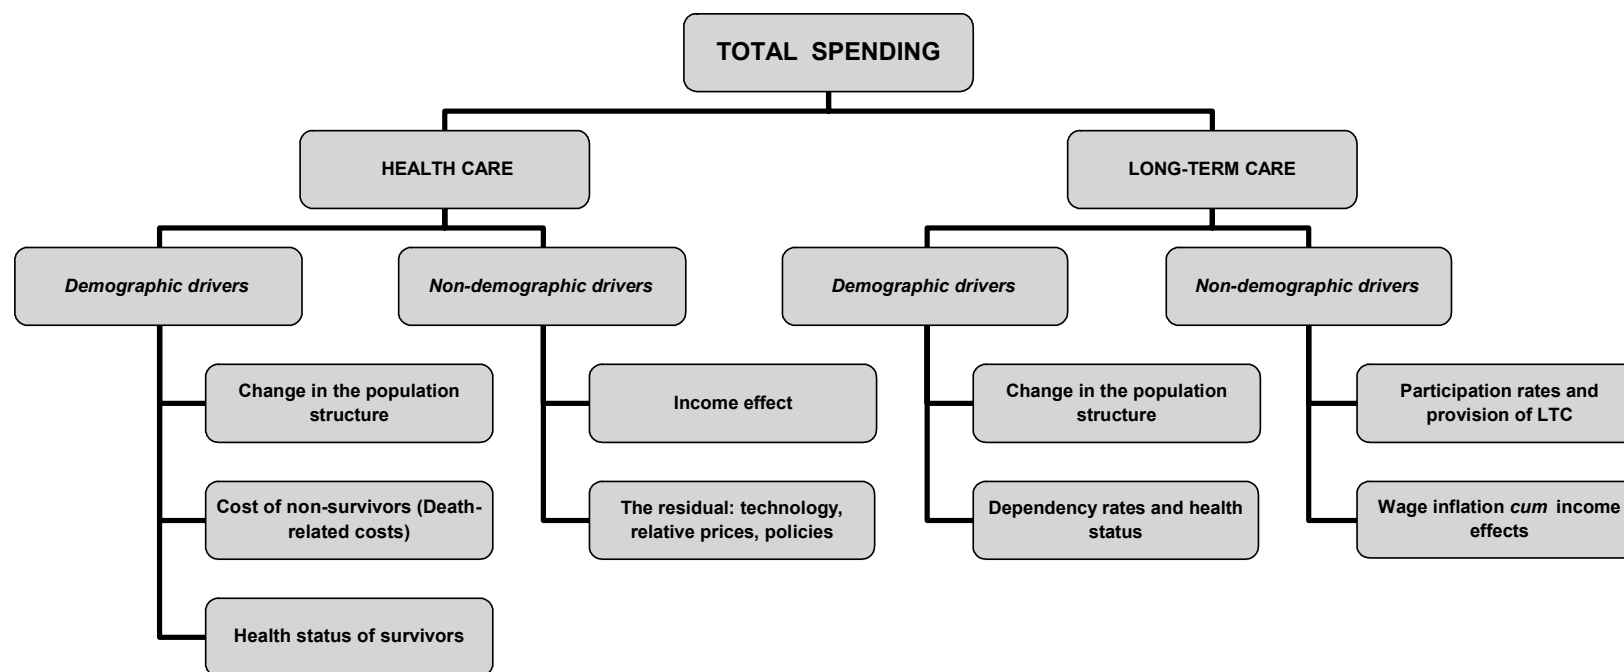 TOTAL SPENDING
HEALTH CARE
LONG-TERM CARE
Demographic drivers
Non-demographic drivers
Demographic drivers
Non-demographic drivers
Change in the population
structure
Income effect
Change in the population
structure
Participation rates and
provision of LTC
Cost of non-survivors (Death-
related costs)
The residual: technology,
relative prices, policies
Dependency rates and health
status
Wage inflation cum income
effects
Health status of survivors